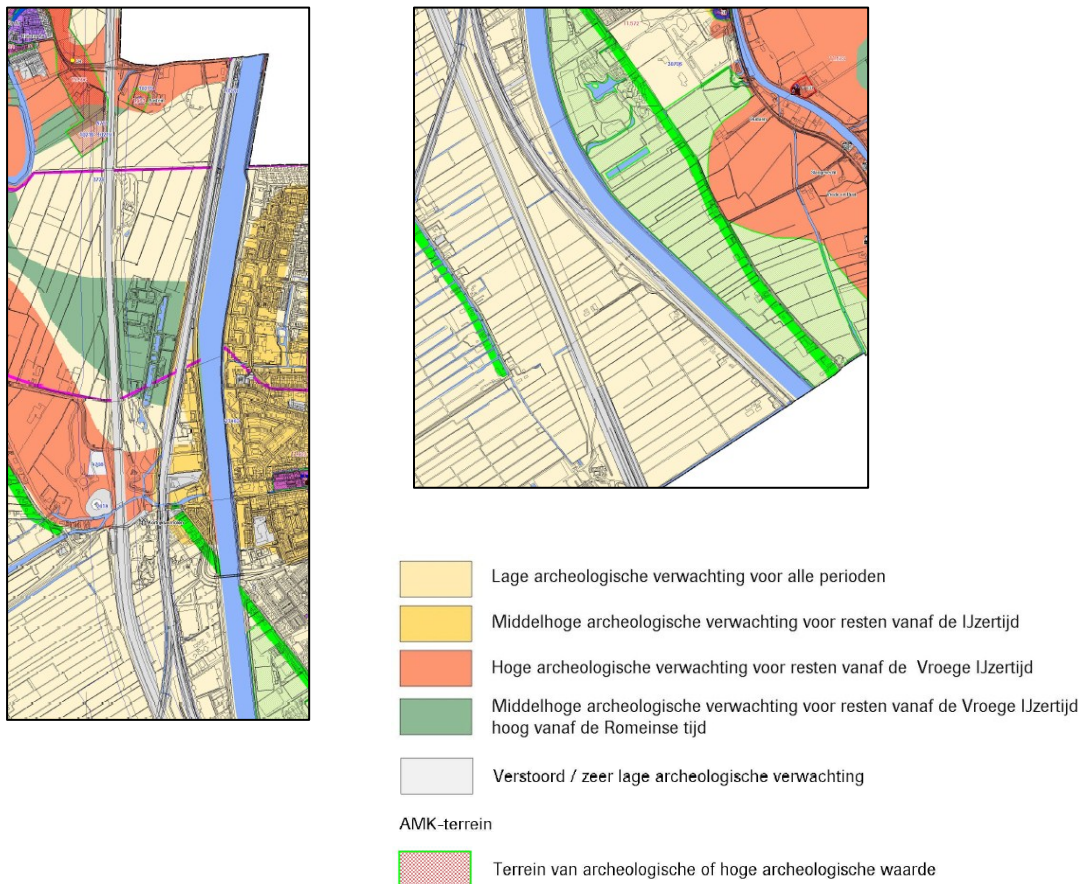 Lage archeologische verwachting voor alle perioden
Middelhoge archeologische verwachting voor resten vanaf de IJzertijd
Hoge archeologische verwachting voor resten vanaf de Vroege IJzertijd
Middelhoge archeologische verwachting voor resten vanaf de Vroege IJzertijd
hoog vanaf de Romeinse tijd
Verstoord / zeer lage archeologische verwachting
AMK-terrein
Terrein van archeologische of hoge archeologische waarde